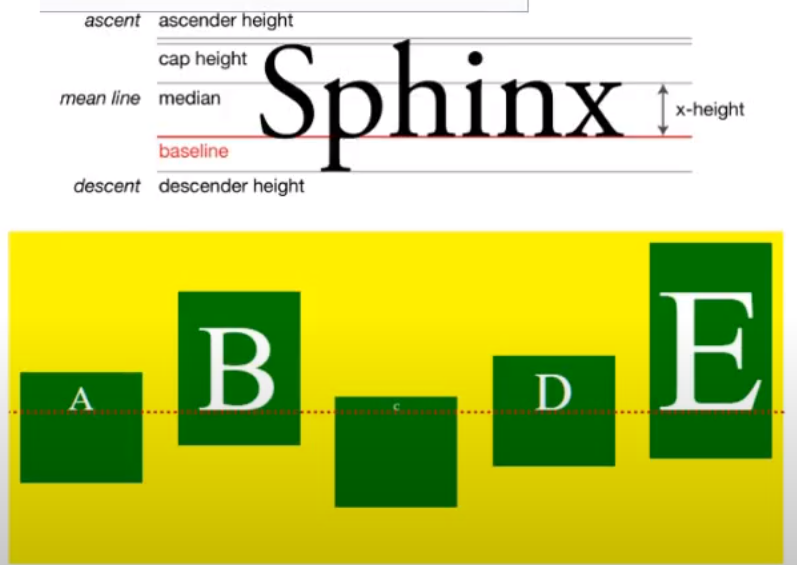 ascent ascender height
cap height
mean line median
Sphinx
x-height
baseline
descent descender height
A B c D E